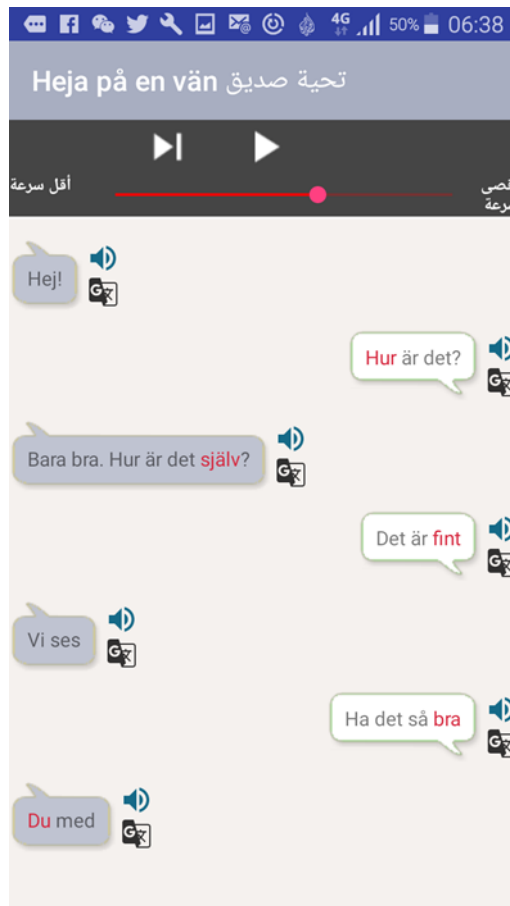 4G 50% 06:38
Heja på en vän تحية صديق
أقل سرعة
سرعة
Hej!
Hur är det?
Bara bra. Hur är det själv?
Det är fint
Vi ses
Ha det så bra
Du med